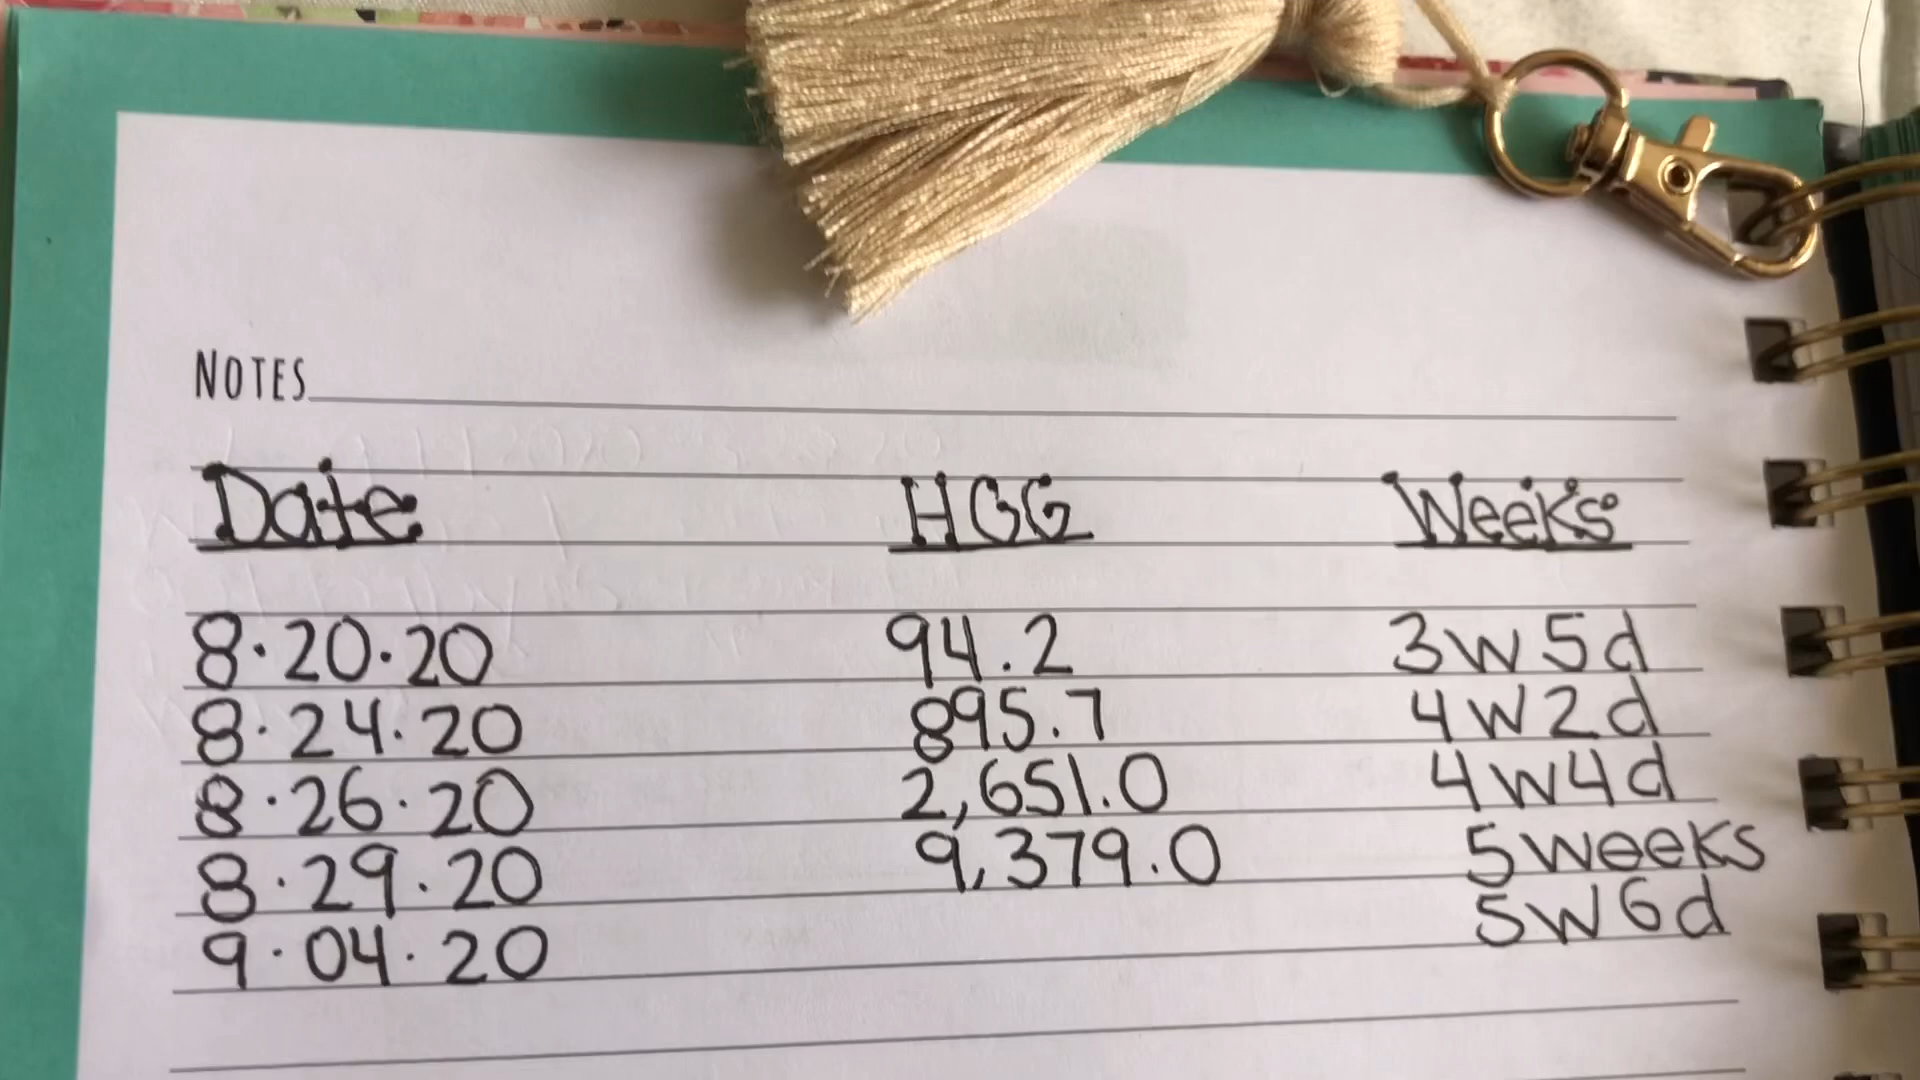 NOTES
Date HCG Weeks
8.20.20 94.2 3w5d
8.24.20 895.7 4w2d
8.26.20 2,651.0 4w4d
8.29.20 9,379.0 5weeks
9.04.20 5w6d